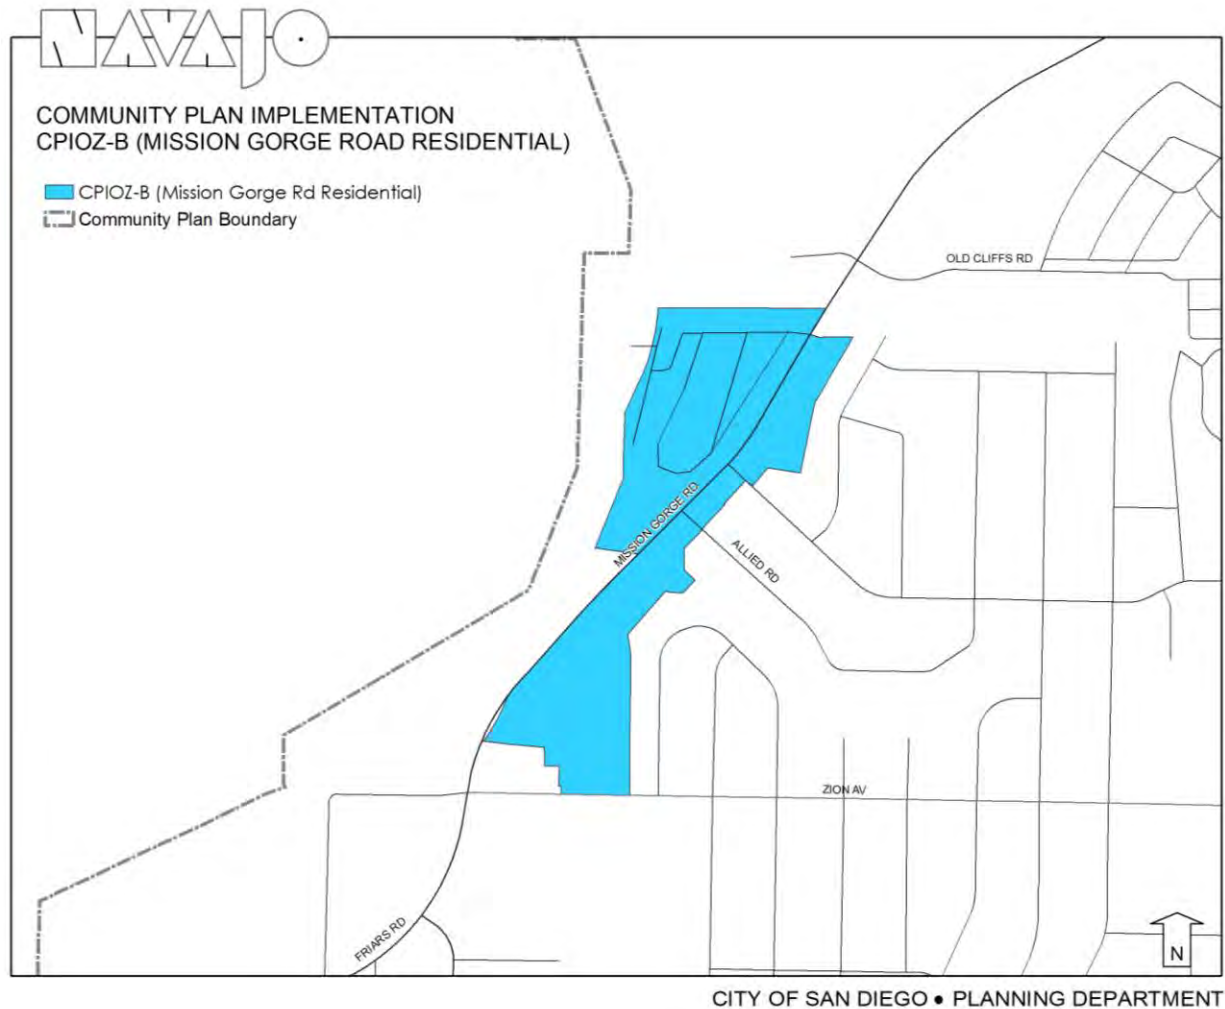 NAVAJO
COMMUNITY PLAN IMPLEMENTATION
CPIOZ-B (MISSION GORGE ROAD RESIDENTIAL)
CPIOZ-B (Mission Gorge Rd Residential)
Community Plan Boundary
OLD CLIFFS RD
MISSION GORGE RD
ALLIED RD
ZION AV
FRIARS RD
N
CITY OF SAN DIEGO • PLANNING DEPARTMENT